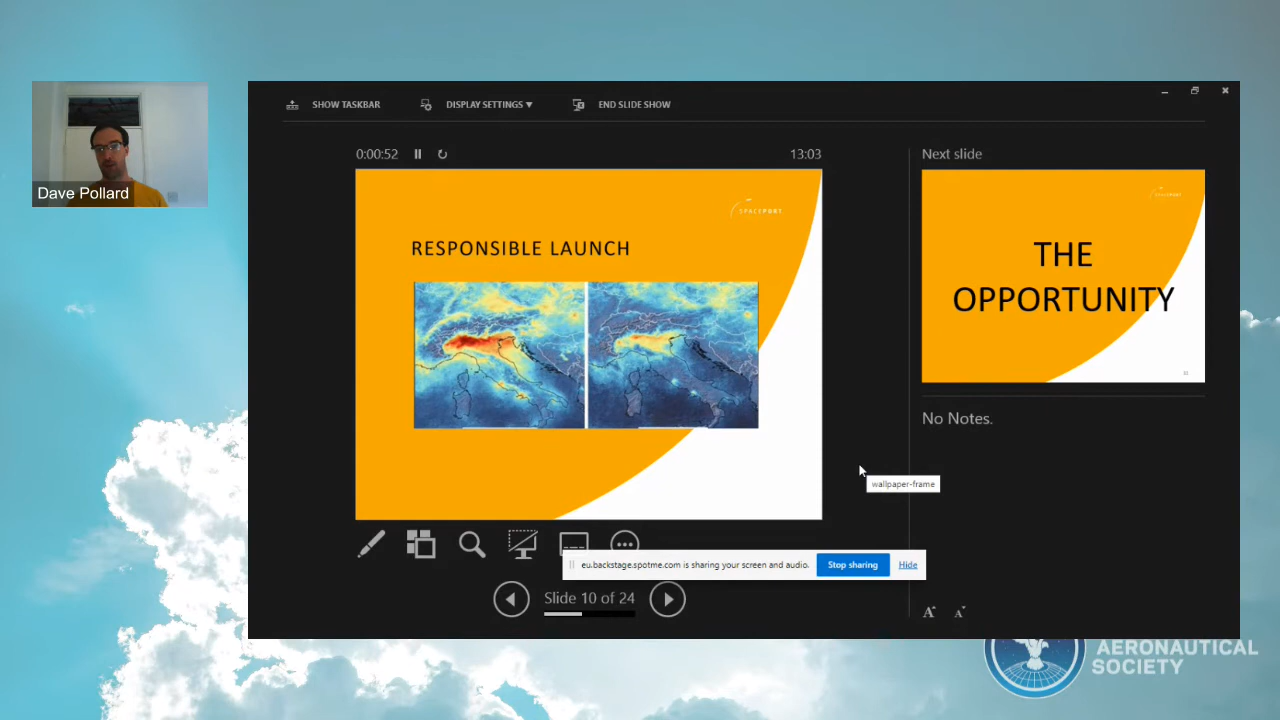 SHOW TASKBAR
DISPLAY SETTINGS ▼
END SLIDE SHOW
0:00:52
13:03
Next slide
SPACEPORT
RESPONSIBLE LAUNCH
THE
OPPORTUNITY
No Notes.
Dave Pollard
wallpaper-frame
eu.backstage.spotme.com is sharing your screen and audio.
Stop sharing
Hide
Slide 10 of 24
A
A
AERONAUTICAL
SOCIETY